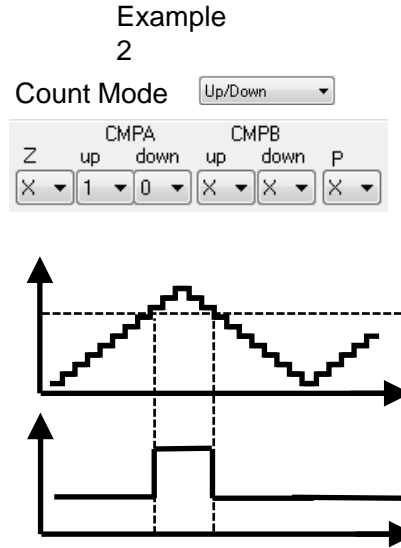 Example
2
Count Mode Up/Down
CMPA CMPB
Z up down up down P
X 1 0 X X X